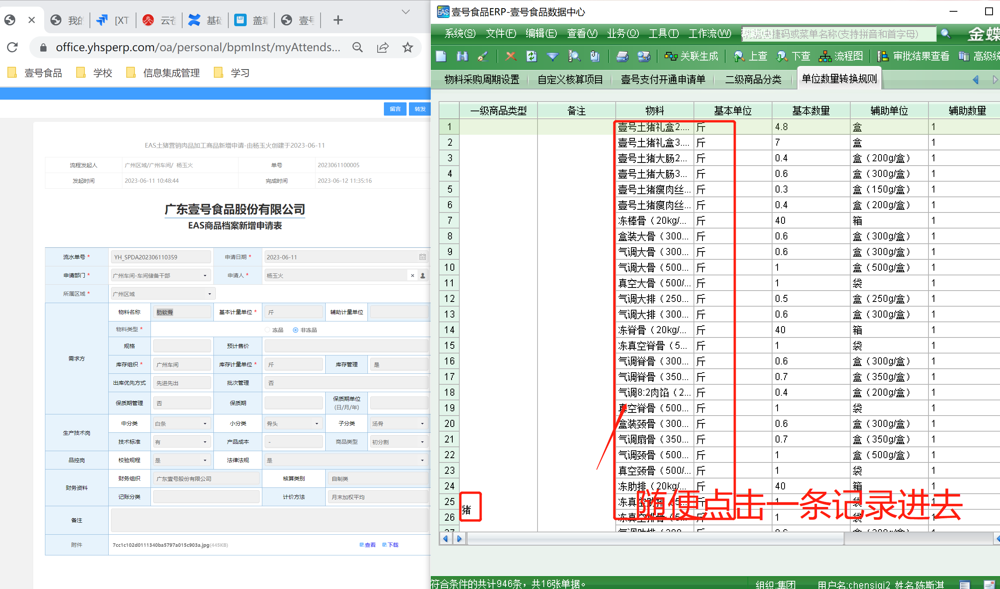 我的
[XT
云苍
基础
盖章
壹号
office.yhsperp.com/oa/personal/bpmInst/myAttends...
壹号食品
学校
信息集成管理
学习
留言
转发
EAS土猪营销肉品加工商品新增申请-由杨玉火创建于2023-06-11
流程发起人 广州区域/广州车间/ 杨玉火 单号 2023061100005
发起时间 2023-06-11 10:48:44 完成时间 2023-06-12 11:35:16
广东壹号食品股份有限公司
EAS商品档案新增申请表
流水单号 * YH_SPDA202306110359 申请日期 * 2023-06-11
申请部门 * 广州车间-车间储备干部 申请人 * 杨玉火
所属区域 * 广州区域
需求方
物料名称 肋软骨 基本计量单位 * 斤 辅助计量单位
物料类型 * 冻品 非冻品
规格 预计售价
库存组织 * 广州车间 库存计量单位 * 斤 库存管理 是
出库优先方式 先进先出 批次管理 否
保质期管理 否 保质期 保质期单位
(日/月/年)
生产技术岗
中分类 白条 小分类 骨头 子分类 汤骨
技术标准 有 产品成本 - 商品类型 初分割
品控岗 校验规程 是 法律法规 是
财务资料
财务组织 广东壹号股份有限公司 核算类别 自制类
记账分类 计价方法 月末加权平均
备注
附件 7cc1c102d0111340ba5797a015c903a.jpg(445KB) 查看 下载
EAS 壹号食品ERP-壹号食品数据中心
系统(S) 文件(F) 编辑(E) 查看(V) 业务(O) 工具(T) 工作流(W)
捷码或菜单名称(支持拼音和首字母)
金蝶
关联生成 上查 下查 流程图 审批结果查看 高级统
物料采购周期设置 自定义核算项目 壹号支付开通申请单 二级商品分类 单位数量转换规则
一级商品类型 备注 物料 基本单位 基本数量 辅助单位 辅助数量
1 壹号土猪礼盒2.... 斤 4.8 盒 1
2 壹号土猪礼盒3.... 斤 7 盒 1
3 壹号土猪大肠2... 斤 0.4 盒（200g/盒） 1
4 壹号土猪大肠3... 斤 0.6 盒（300g/盒） 1
5 壹号土猪瘦肉丝... 斤 0.3 盒（150g/盒） 1
6 壹号土猪瘦肉丝... 斤 0.4 盒（200g/盒） 1
7 冻棒骨（20kg/... 斤 40 箱 1
8 盒装大骨（300... 斤 0.6 盒（300g/盒） 1
9 气调大骨（300... 斤 0.6 盒（300g/盒） 1
10 气调大骨（500... 斤 1 盒（500g/盒） 1
11 真空大骨（500/... 斤 1 袋 1
12 气调大排（250... 斤 0.5 盒（250g/盒） 1
13 气调大排（300... 斤 0.6 盒（300g/盒） 1
14 冻脊骨（20kg/... 斤 40 箱 1
15 冻真空脊骨（5... 斤 1 袋 1
16 气调脊骨（300... 斤 0.6 盒（300g/盒） 1
17 气调脊骨（350... 斤 0.7 盒（350g/盒） 1
18 气调8:2肉馅（2... 斤 0.4 盒（200g/盒） 1
19 真空脊骨（500... 斤 1 袋 1
20 盒装颈骨（300... 斤 0.6 盒（300g/盒） 1
21 气调扇骨（350... 斤 0.7 盒（350g/盒） 1
22 气调颈骨（500... 斤 1 盒（500g/盒） 1
23 真空颈骨（500/... 斤 1 袋 1
24 冻肋排（20kg/... 斤 40 箱 1
25 冻真空肋排（5... 斤 1 袋 1
猪
26 冻真空排骨（5... 斤 1 袋 1
27
随便点击一条记录进去
符合条件的共计946条，共16张单据。
组织:集团 用户名:chensiqi2 姓名:陈斯淇